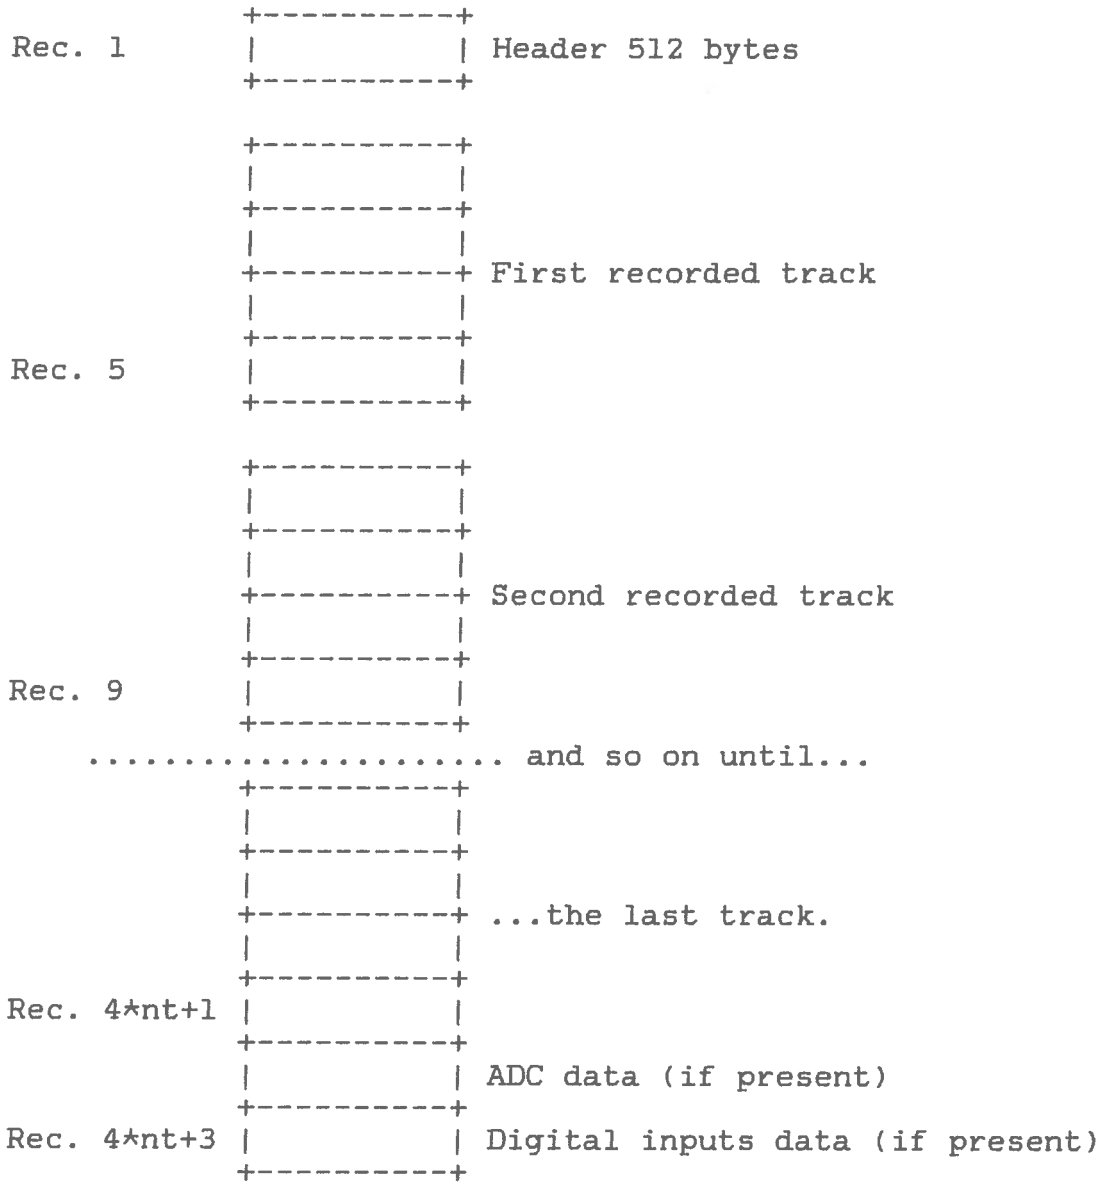 Rec. 1 Header 512 bytes
First recorded track
Rec. 5
Second recorded track
Rec. 9
...................... and so on until...
...the last track.
Rec. 4*nt+1
ADC data (if present)
Rec. 4*nt+3 Digital inputs data (if present)